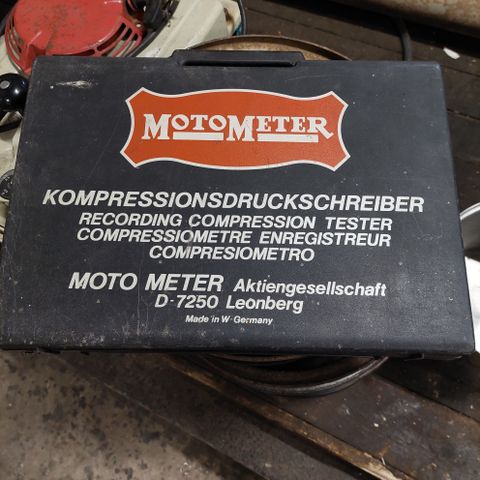 MOTOMETER
KOMPRESSIONSDRUCKSCHREIBER
RECORDING COMPRESSION TESTER
COMPRESSIOMETRE ENREGISTREUR
COMPRESIOMETRO
MOTO METER Aktiengesellschaft
D-7250 Leonberg
Made in W-Germany